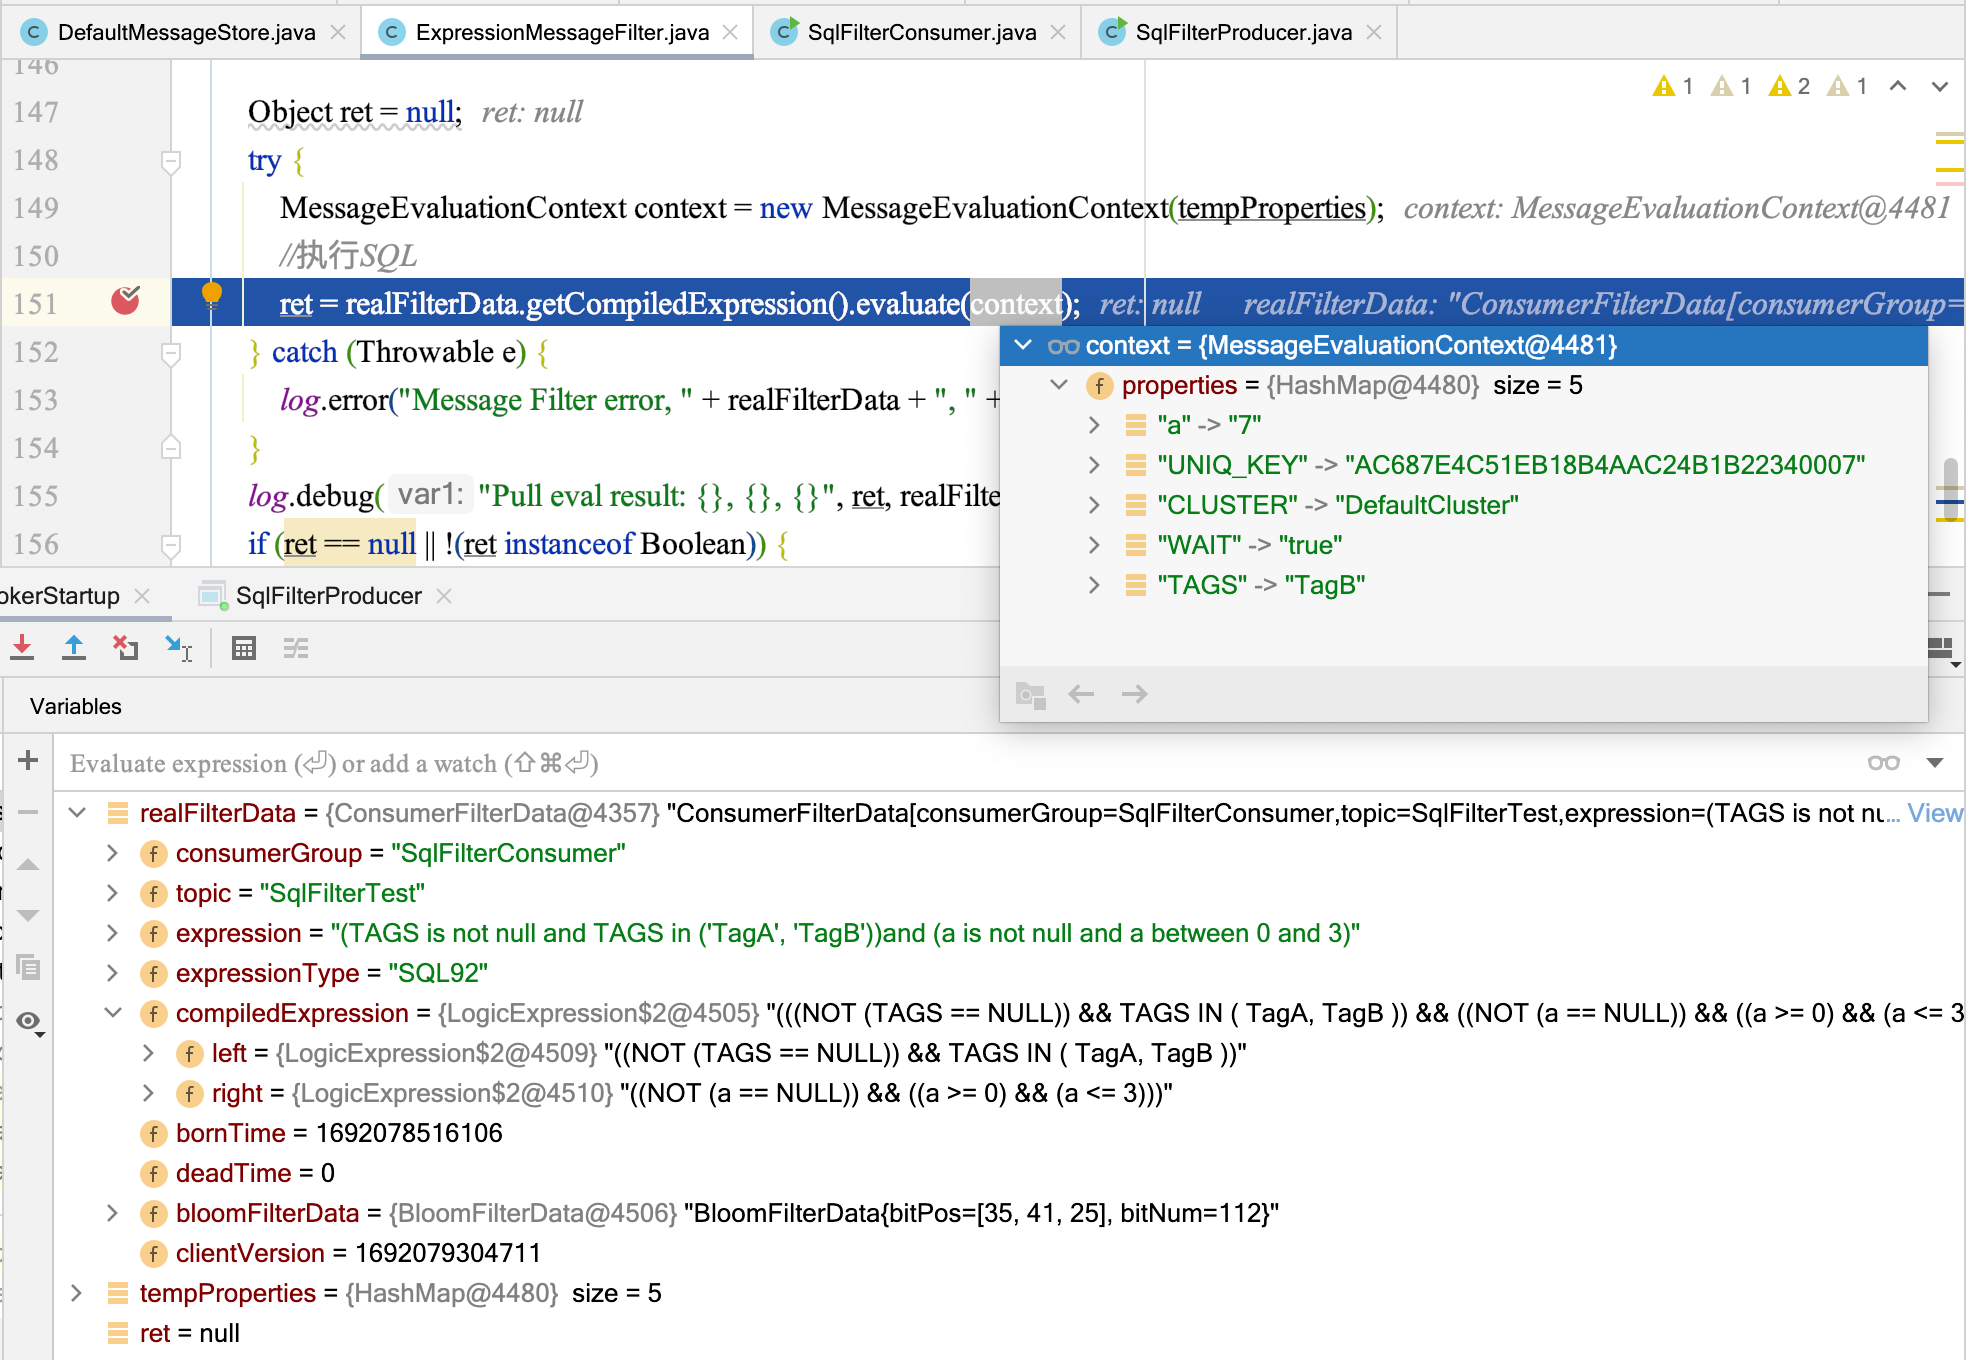 DefaultMessageStore.java ExpressionMessageFilter.java SqlFilterConsumer.java SqlFilterProducer.java
146
1 1 2 1
147 Object ret = null; ret: null
148 try {
149 MessageEvaluationContext context = new MessageEvaluationContext(tempProperties); context: MessageEvaluationContext@4481
150 //执行SQL
151 ret = realFilterData.getCompiledExpression().evaluate(context); ret: null realFilterData: "ConsumerFilterData[consumerGroup=
152 } catch (Throwable e) {
153 log.error("Message Filter error, " + realFilterData + ", " +
154 }
155 log.debug( var1: "Pull eval result: {}, {}, {}", ret, realFilte
156 if (ret == null || !(ret instanceof Boolean)) {
context = {MessageEvaluationContext@4481}
properties = {HashMap@4480} size = 5
"a" -> "7"
"UNIQ_KEY" -> "AC687E4C51EB18B4AAC24B1B22340007"
"CLUSTER" -> "DefaultCluster"
"WAIT" -> "true"
"TAGS" -> "TagB"
okerStartup SqlFilterProducer
Variables
Evaluate expression (⏎) or add a watch (⇧⌘⏎)
realFilterData = {ConsumerFilterData@4357} "ConsumerFilterData[consumerGroup=SqlFilterConsumer,topic=SqlFilterTest,expression=(TAGS is not nu... View
consumerGroup = "SqlFilterConsumer"
topic = "SqlFilterTest"
expression = "(TAGS is not null and TAGS in ('TagA', 'TagB'))and (a is not null and a between 0 and 3)"
expressionType = "SQL92"
compiledExpression = {LogicExpression$2@4505} "(((NOT (TAGS == NULL)) && TAGS IN ( TagA, TagB )) && ((NOT (a == NULL)) && ((a >= 0) && (a <= 3
left = {LogicExpression$2@4509} "((NOT (TAGS == NULL)) && TAGS IN ( TagA, TagB ))"
right = {LogicExpression$2@4510} "((NOT (a == NULL)) && ((a >= 0) && (a <= 3)))"
bornTime = 1692078516106
deadTime = 0
bloomFilterData = {BloomFilterData@4506} "BloomFilterData{bitPos=[35, 41, 25], bitNum=112}"
clientVersion = 1692079304711
tempProperties = {HashMap@4480} size = 5
ret = null